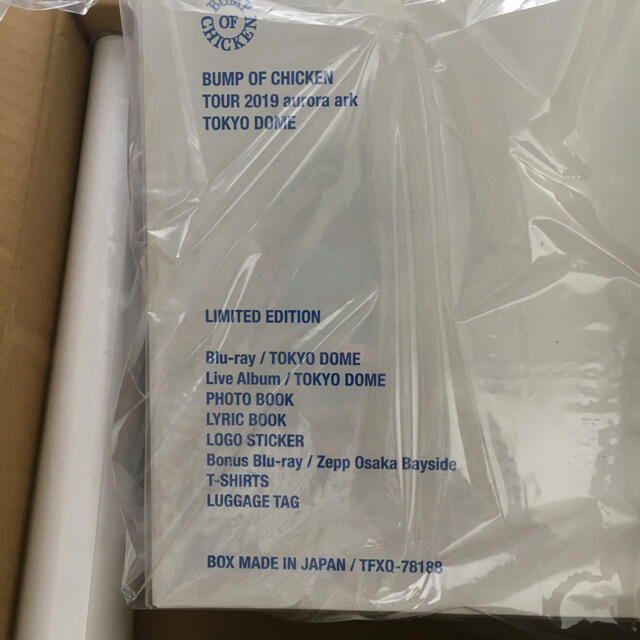 BUMP
OF
CHICKEN
BUMP OF CHICKEN
TOUR 2019 aurora ark
TOKYO DOME
LIMITED EDITION
Blu-ray / TOKYO DOME
Live Album / TOKYO DOME
PHOTO BOOK
LYRIC BOOK
LOGO STICKER
Bonus Blu-ray / Zepp Osaka Bayside
T-SHIRTS
LUGGAGE TAG
BOX MADE IN JAPAN / TFXQ-78188